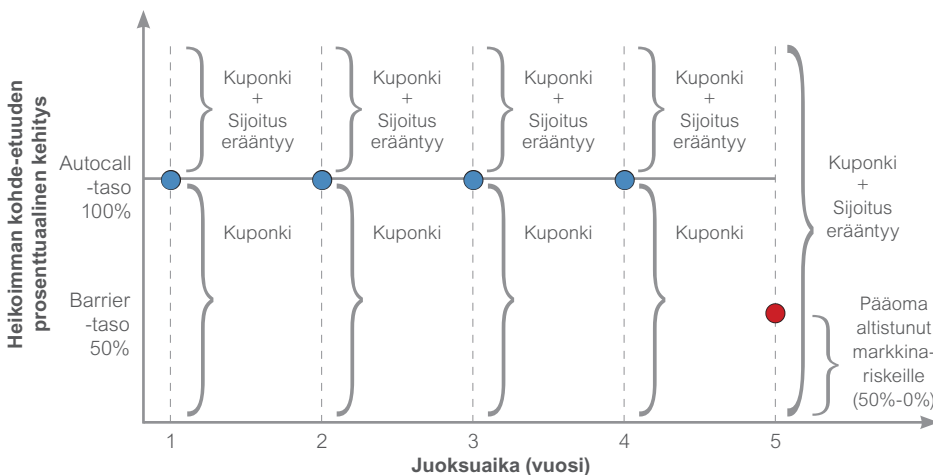 Heikoimman kohde-etuuden
prosenttuaalinen kehitys
Autocall
-taso
100%
Barrier
-taso
50%
Kuponki
+
Sijoitus
erääntyy
Kuponki
+
Sijoitus
erääntyy
Kuponki
+
Sijoitus
erääntyy
Kuponki
+
Sijoitus
erääntyy
Kuponki
Kuponki
Kuponki
Kuponki
Kuponki
+
Sijoitus
erääntyy
Pääoma
altistunut
markkina-
riskeille
(50%-0%)
1
2
3
4
5
Juoksuaika (vuosi)